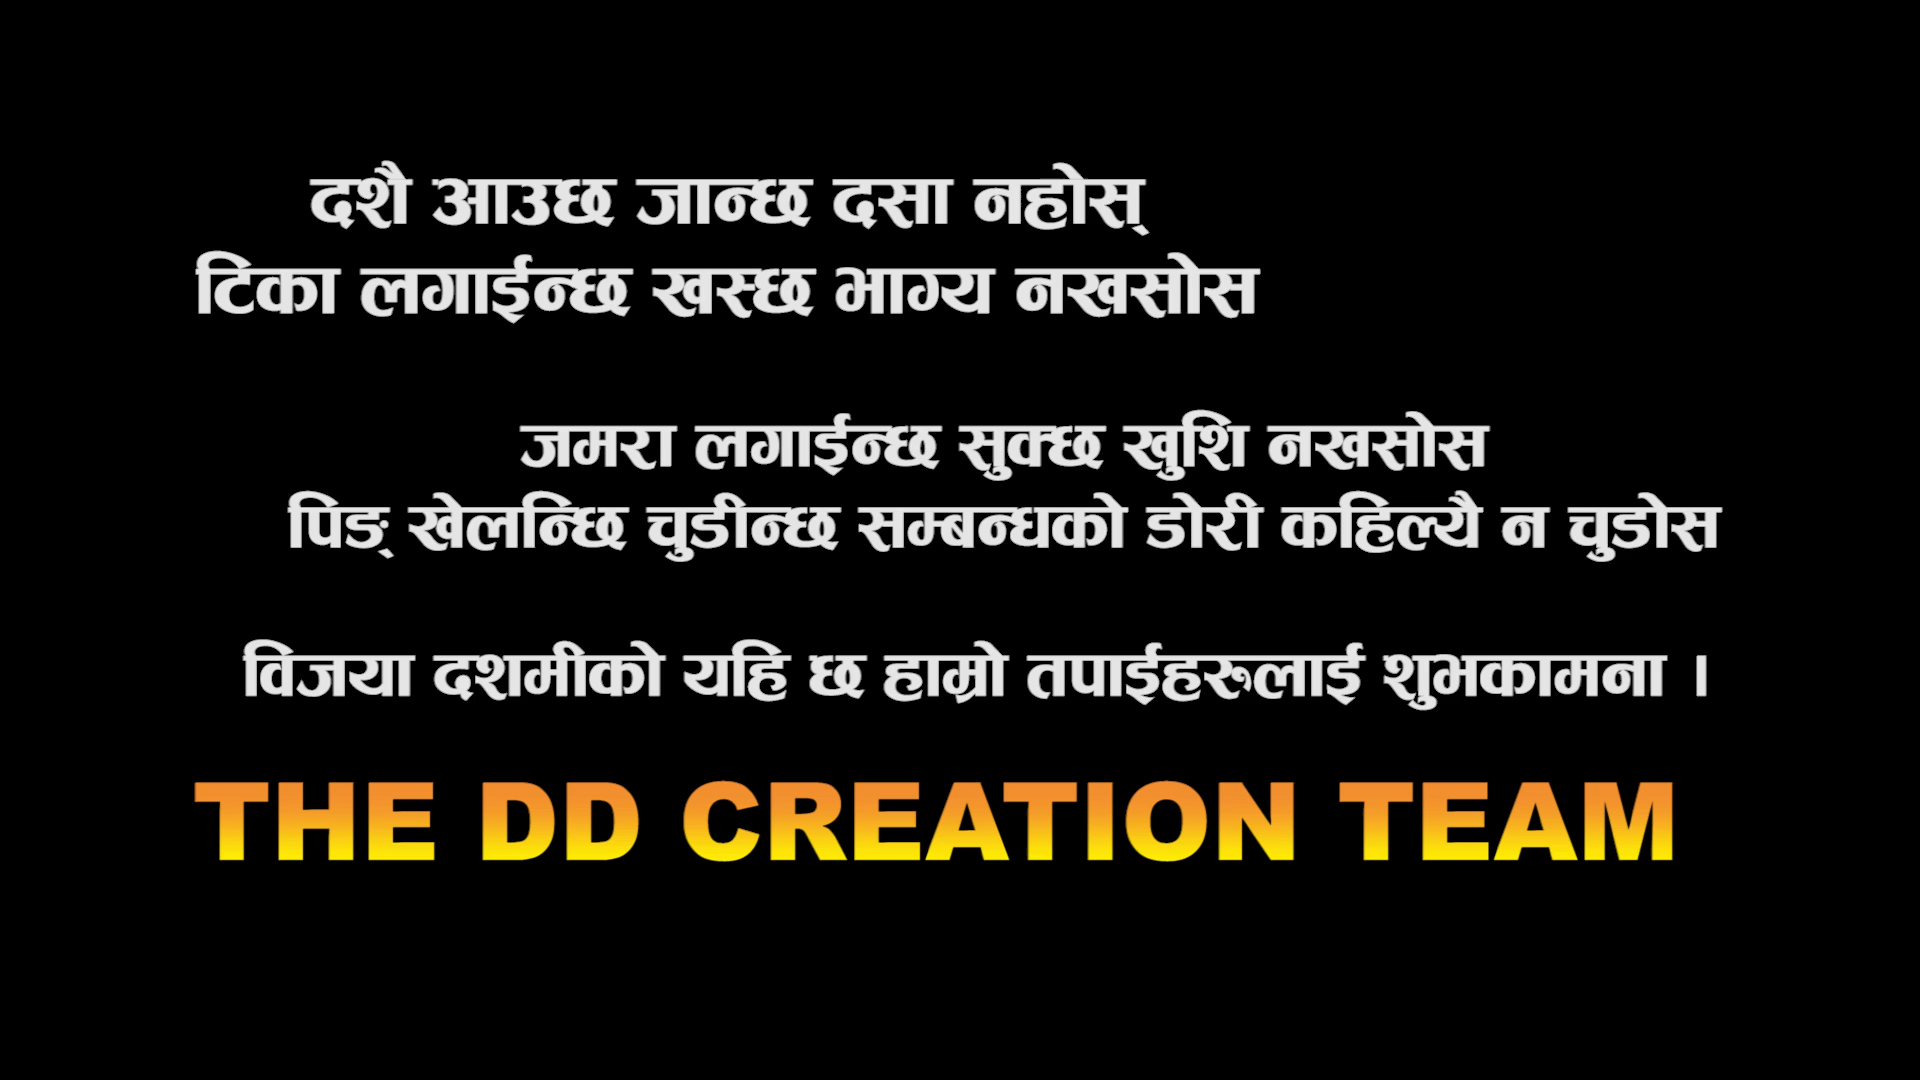 दशै आउछ जान्छ दसा नहोस्
टिका लगाईन्छ खस्छ भाग्य नखसोस
जमरा लगाईन्छ सुक्छ खुशि नखसोस
पिङ् खेलन्छि चुडीन्छ सम्बन्धको डोरी कहिल्यै न चुडोस
विजया दशमीको यहि छ हाम्रो तपाईहरुलाई शुभकामना ।
THE DD CREATION TEAM